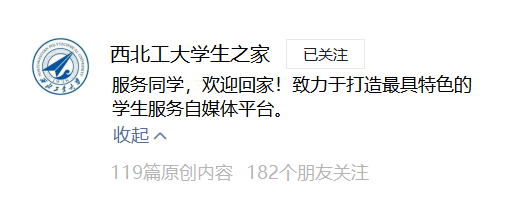 西北工大学生之家 已关注
服务同学，欢迎回家！致力于打造最具特色的
学生服务自媒体平台。
收起
119篇原创内容 182个朋友关注